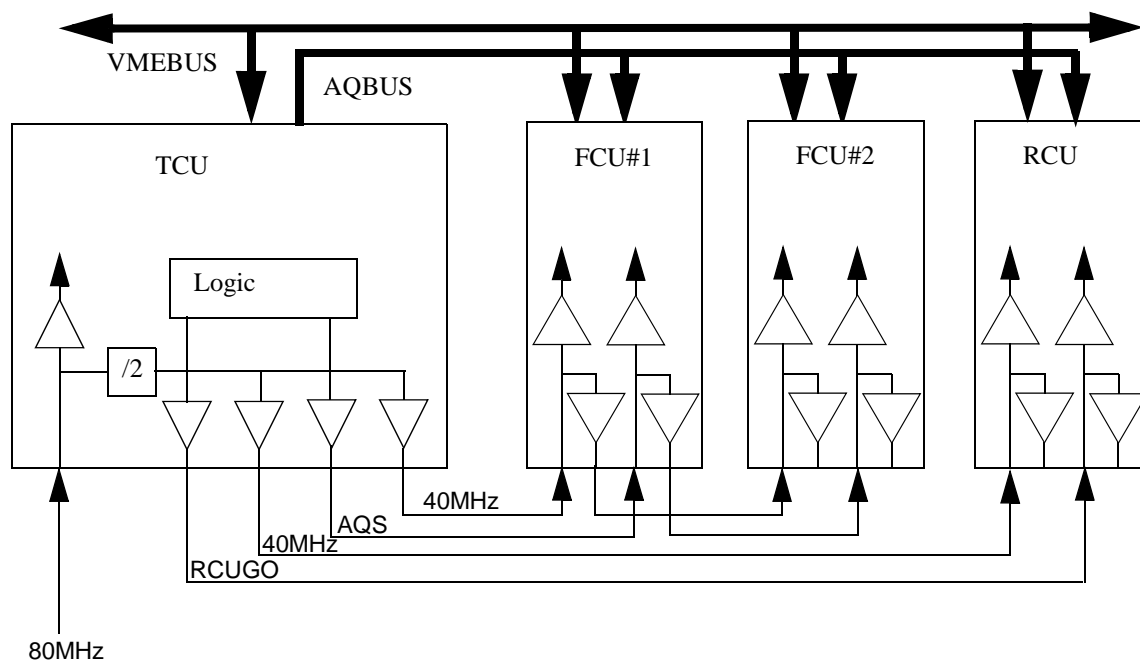 VMEBUS
AQBUS
TCU
FCU#1
FCU#2
RCU
Logic
/2
40MHz
AQS
40MHz
RCUGO
80MHz